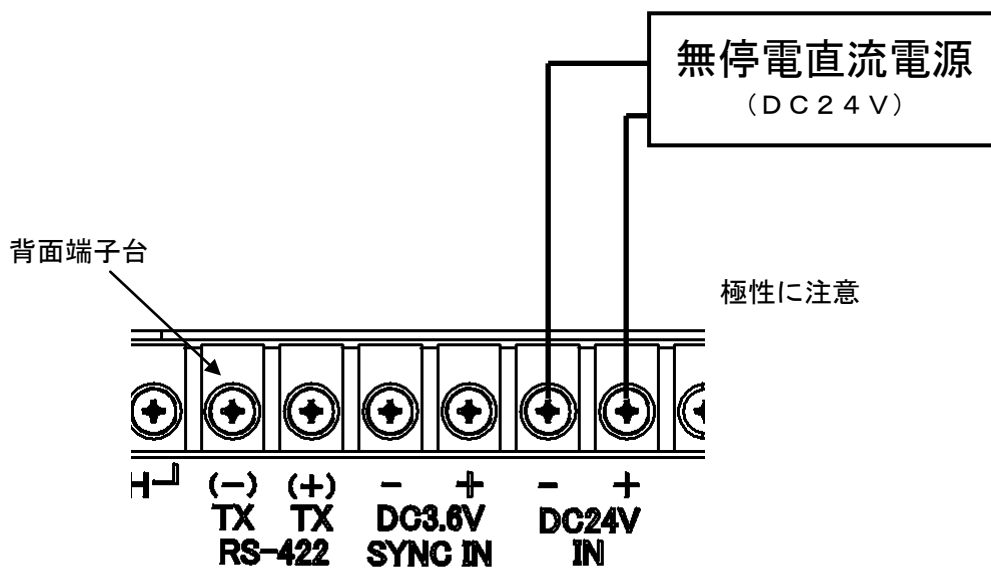 無停電直流電源
（ＤＣ２４Ｖ）
背面端子台
極性に注意
(−) (+) − + − +
TX TX DC3.6V DC24V
RS-422 SYNC IN IN